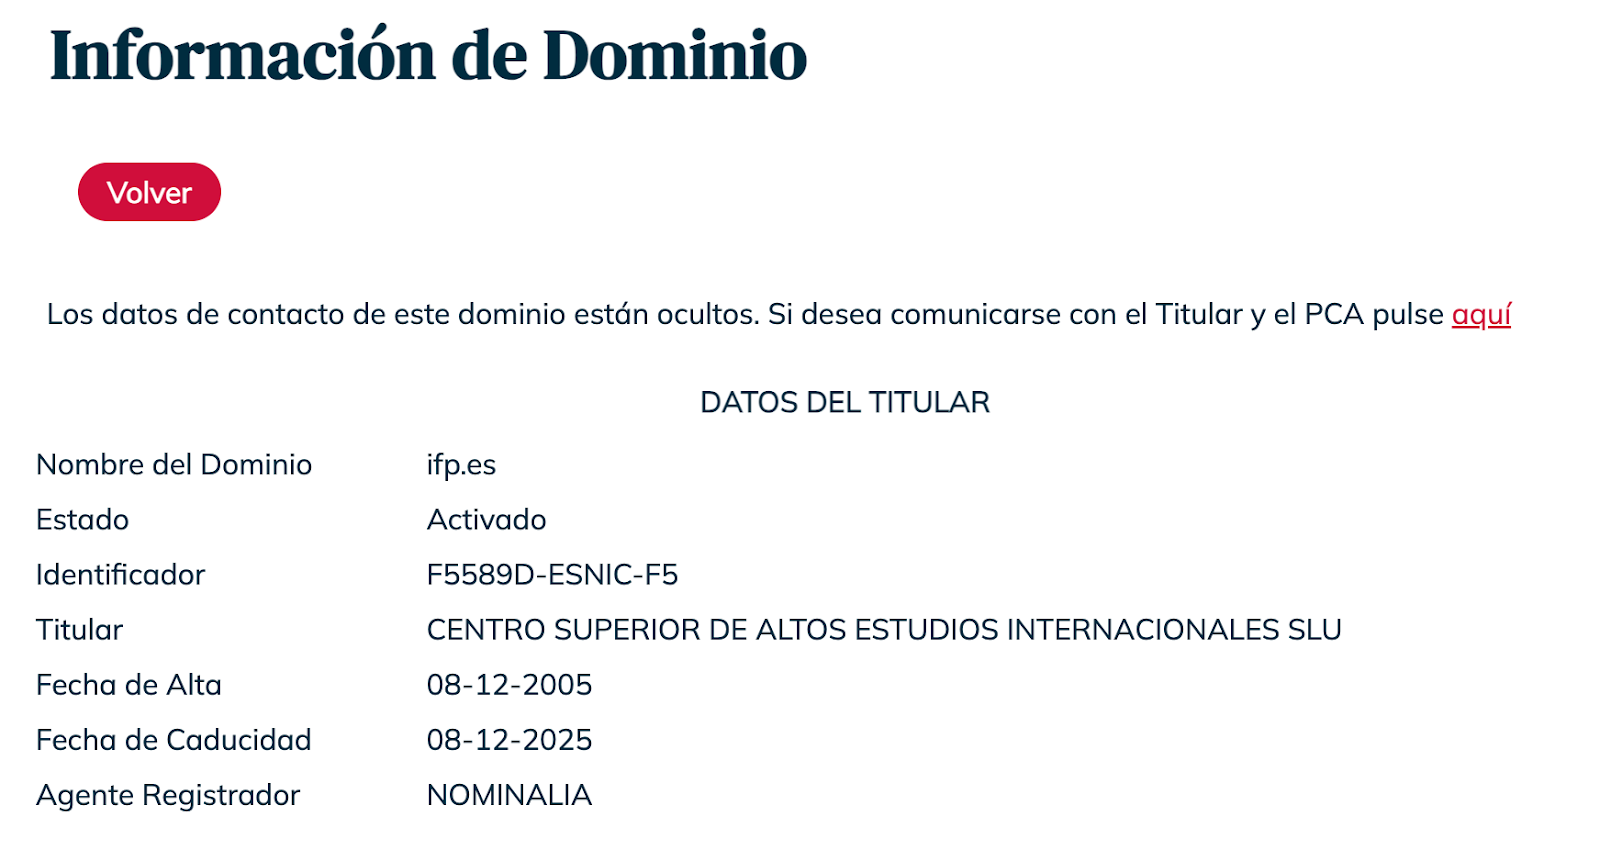 Información de Dominio
Volver
Los datos de contacto de este dominio están ocultos. Si desea comunicarse con el Titular y el PCA pulse aquí
DATOS DEL TITULAR
Nombre del Dominio ifp.es
Estado Activado
Identificador F5589D-ESNIC-F5
Titular CENTRO SUPERIOR DE ALTOS ESTUDIOS INTERNACIONALES SLU
Fecha de Alta 08-12-2005
Fecha de Caducidad 08-12-2025
Agente Registrador NOMINALIA